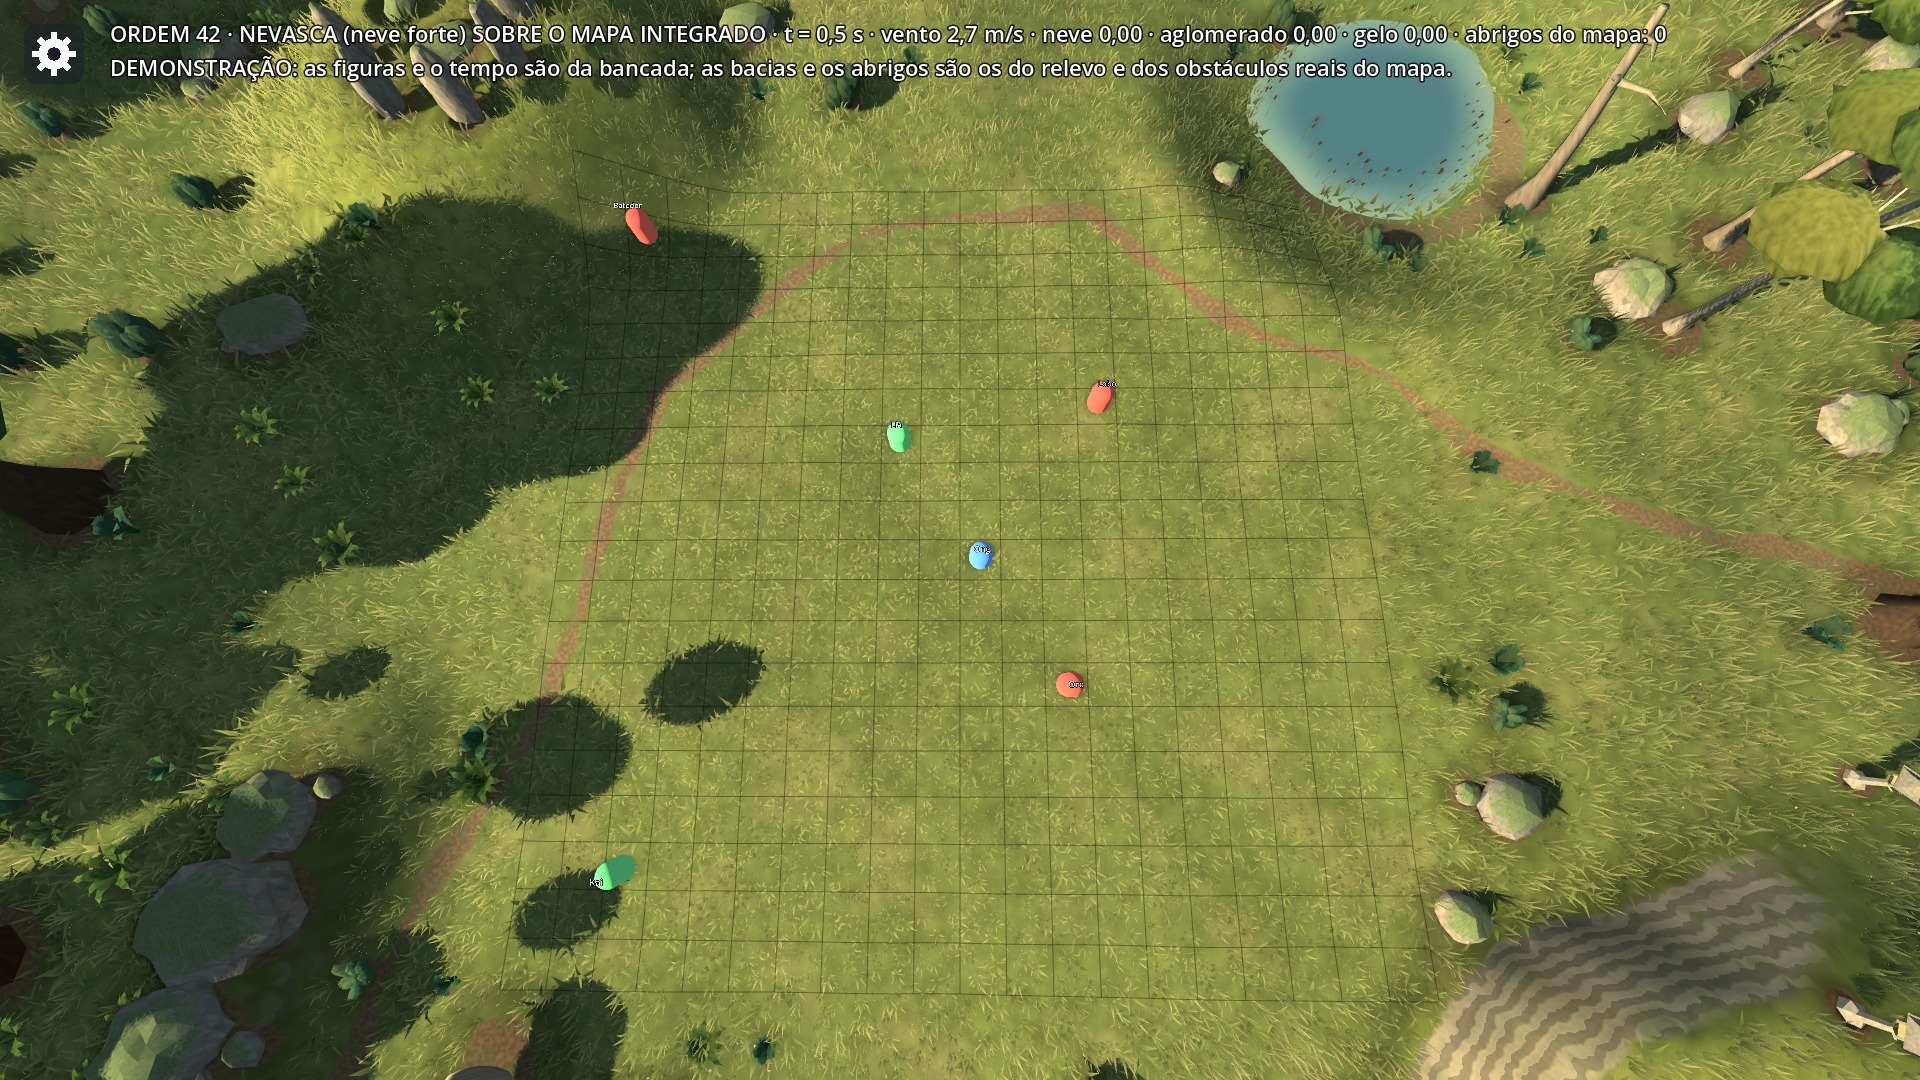 ORDEM 42 · NEVASCA (neve forte) SOBRE O MAPA INTEGRADO · t = 0,5 s · vento 2,7 m/s · neve 0,00 · aglomerado 0,00 · gelo 0,00 · abrigos do mapa: 0
DEMONSTRAÇÃO: as figuras e o tempo são da bancada; as bacias e os abrigos são os do relevo e dos obstáculos reais do mapa.
Batedor
Kai